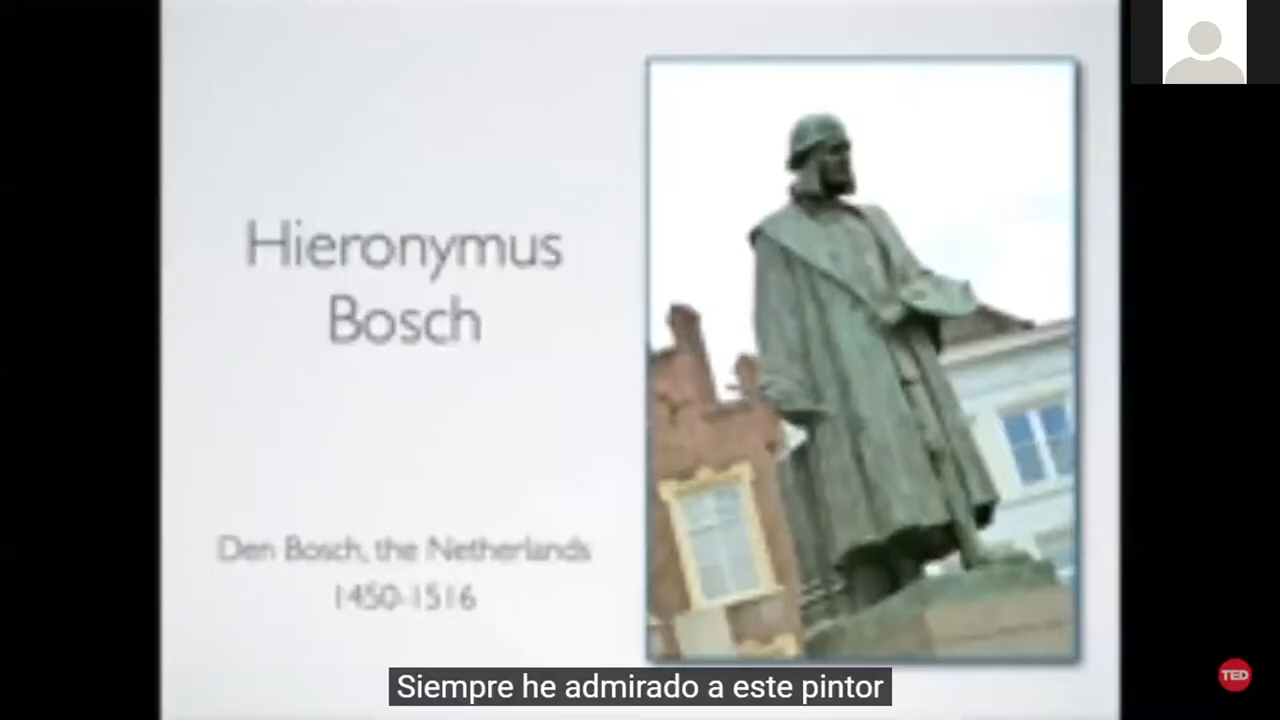 Hieronymus
Bosch
Den Bosch, the Netherlands
1450-1516
Siempre he admirado a este pintor
TED